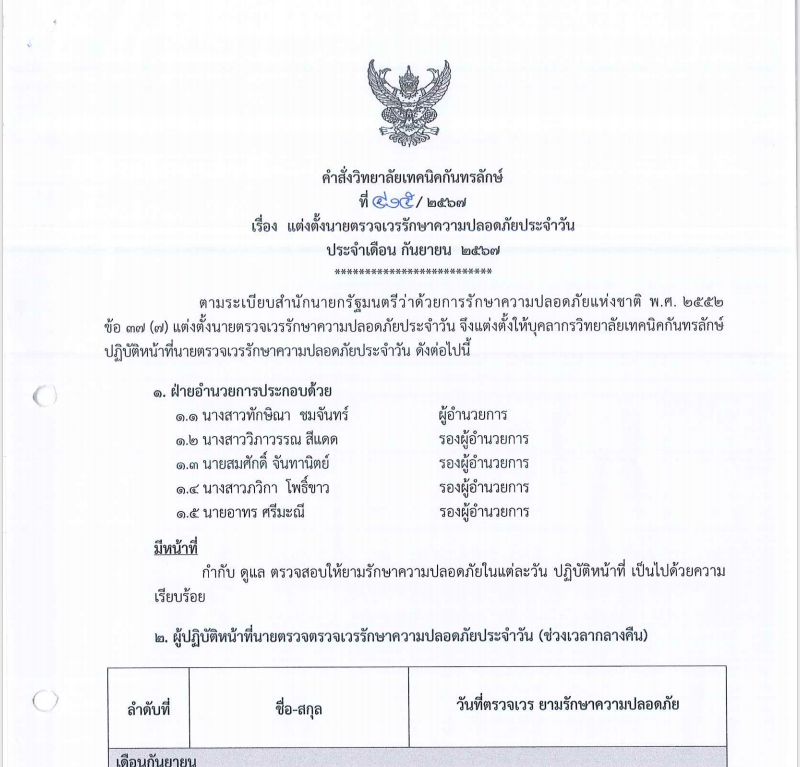 คำสั่งวิทยาลัยเทคนิคกันทรลักษ์
ที่ ๔๑๕ / ๒๕๖๗
เรื่อง แต่งตั้งนายตรวจเวรรักษาความปลอดภัยประจำวัน
ประจำเดือน กันยายน ๒๕๖๗
**************************
ตามระเบียบสำนักนายกรัฐมนตรีว่าด้วยการรักษาความปลอดภัยแห่งชาติ พ.ศ. ๒๕๕๒
ข้อ ๓๗ (๗) แต่งตั้งนายตรวจเวรรักษาความปลอดภัยประจำวัน จึงแต่งตั้งให้บุคลากรวิทยาลัยเทคนิคกันทรลักษ์
ปฏิบัติหน้าที่นายตรวจเวรรักษาความปลอดภัยประจำวัน ดังต่อไปนี้
๑. ฝ่ายอำนวยการประกอบด้วย
๑.๑ นางสาวทักษิณา ชมจันทร์ ผู้อำนวยการ
๑.๒ นางสาววิภาวรรณ สีแดด รองผู้อำนวยการ
๑.๓ นายสมศักดิ์ จันทานิตย์ รองผู้อำนวยการ
๑.๔ นางสาวภวิกา โพธิ์ขาว รองผู้อำนวยการ
๑.๕ นายอาทร ศรีมะณี รองผู้อำนวยการ
มีหน้าที่
กำกับ ดูแล ตรวจสอบให้ยามรักษาความปลอดภัยในแต่ละวัน ปฏิบัติหน้าที่ เป็นไปด้วยความ
เรียบร้อย
๒. ผู้ปฏิบัติหน้าที่นายตรวจตรวจเวรรักษาความปลอดภัยประจำวัน (ช่วงเวลากลางคืน)
ลำดับที่ ชื่อ-สกุล วันที่ตรวจเวร ยามรักษาความปลอดภัย
เดือนกันยายน